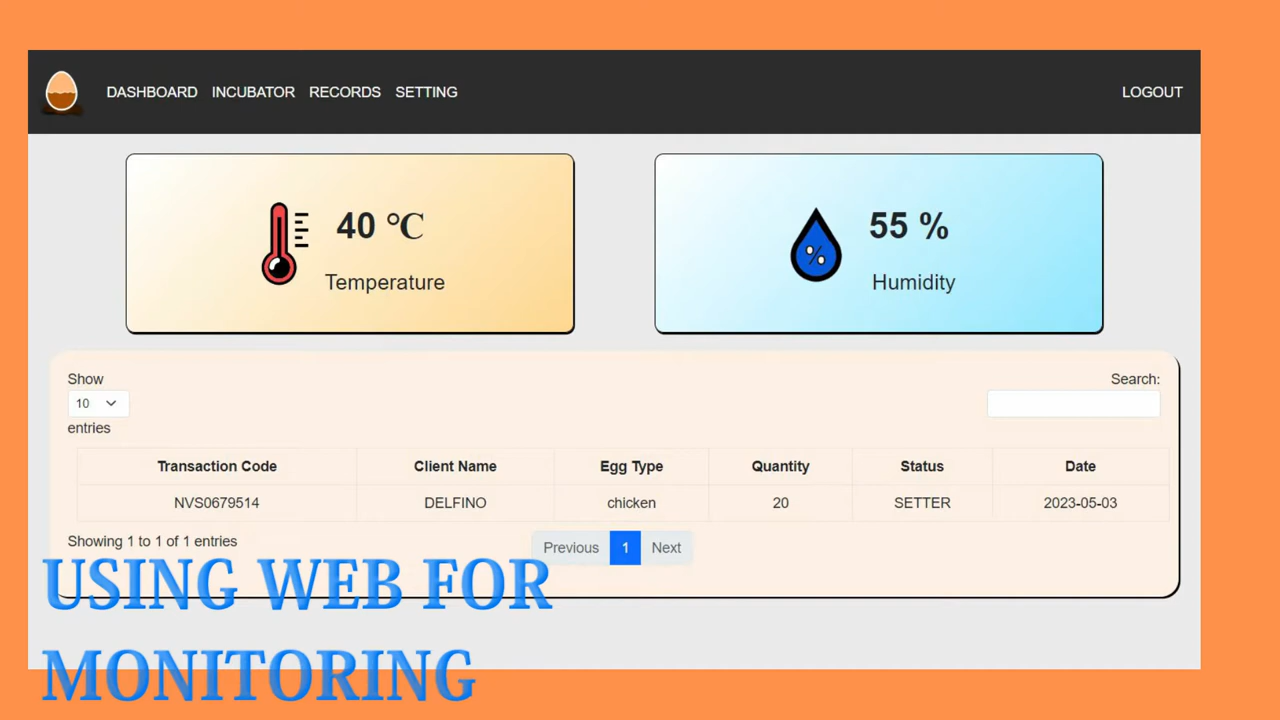 DASHBOARD INCUBATOR RECORDS SETTING LOGOUT
40 °C
Temperature
55 %
%
Humidity
Show
10
entries
Search:
Transaction Code Client Name Egg Type Quantity Status Date
NVS0679514 DELFINO chicken 20 SETTER 2023-05-03
Showing 1 to 1 of 1 entries
Previous 1 Next
USING WEB FOR
MONITORING